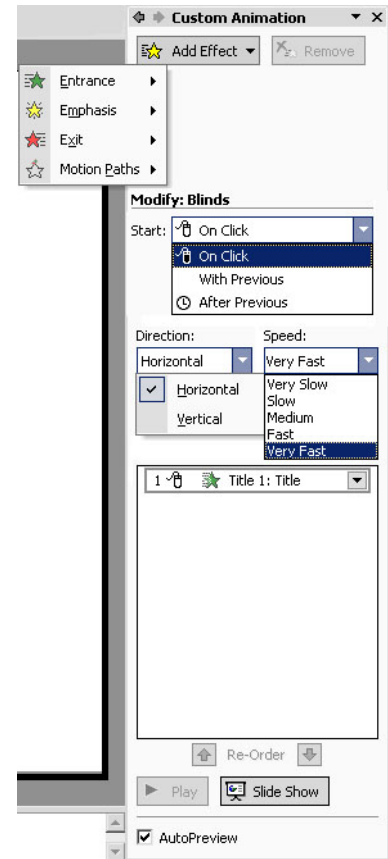 Custom Animation
Add Effect Remove
Entrance
Emphasis
Exit
Motion Paths
Modify: Blinds
Start: On Click
On Click
With Previous
After Previous
Direction: Speed:
Horizontal Very Fast
Horizontal
Vertical
Very Slow
Slow
Medium
Fast
Very Fast
1 Title 1: Title
Re-Order
Play Slide Show
AutoPreview